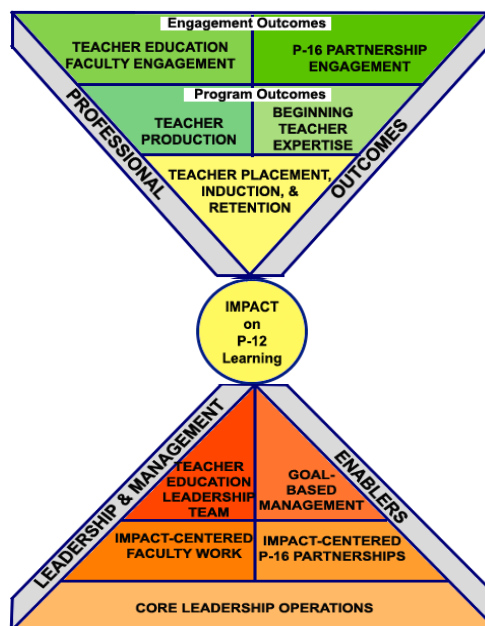 Engagement Outcomes
TEACHER EDUCATION
FACULTY ENGAGEMENT
P-16 PARTNERSHIP
ENGAGEMENT
Program Outcomes
TEACHER
PRODUCTION
BEGINNING
TEACHER
EXPERTISE
TEACHER PLACEMENT,
INDUCTION, &
RETENTION
PROFESSIONAL
OUTCOMES
IMPACT
on
P-12
Learning
LEADERSHIP & MANAGEMENT
ENABLERS
TEACHER
EDUCATION
LEADERSHIP
TEAM
GOAL-
BASED
MANAGEMENT
IMPACT-CENTERED
FACULTY WORK
IMPACT-CENTERED
P-16 PARTNERSHIPS
CORE LEADERSHIP OPERATIONS